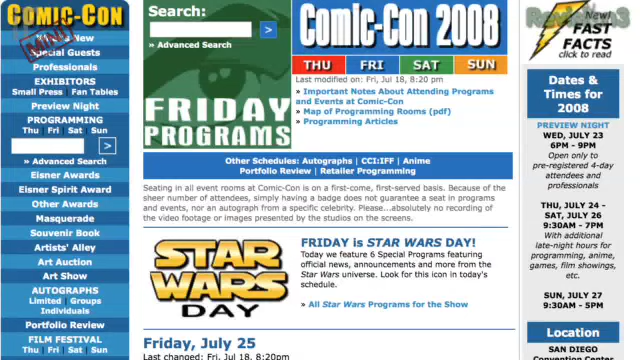 COMIC-CON
What's New
MINI
Special Guests
Professionals
EXHIBITORS
Small Press | Fan Tables
Preview Night
PROGRAMMING
Thu | Fri | Sat | Sun
>
» Advanced Search
Eisner Awards
Eisner Spirit Award
Other Awards
Masquerade
Souvenir Book
Artists' Alley
Art Auction
Art Show
AUTOGRAPHS
Limited | Groups
Individuals
Portfolio Review
FILM FESTIVAL
Thu | Fri | Sat | Sun
Search:
>
» Advanced Search
FRIDAY
PROGRAMS
COMIC-CON 2008
THU FRI SAT SUN
Last modified on: Fri, Jul 18, 8:20 pm
» Important Notes About Attending Programs
and Events at Comic-Con
» Map of Programming Rooms (pdf)
» Programming Articles
Other Schedules: Autographs | CCI:IFF | Anime
Portfolio Review | Retailer Programming
Seating in all event rooms at Comic-Con is on a first-come, first-served basis. Because of the
sheer number of attendees, simply having a badge does not guarantee a seat in programs
and events, nor an autograph from a specific celebrity. Please...absolutely no recording of
the video footage or images presented by the studios on the screens.
STAR
WARS
DAY
FRIDAY is STAR WARS DAY!
Today we feature 6 Special Programs featuring
official news, announcements and more from the
Star Wars universe. Look for this icon in today's
schedule.
» All Star Wars Programs for the Show
Friday, July 25
Last changed: Fri, Jul 18, 8:20pm
New!
FAST
FACTS
click to read
Dates &
Times for
2008
PREVIEW NIGHT
WED, JULY 23
6PM - 9PM
Open only to
pre-registered 4-day
attendees and
professionals
THU, JULY 24 -
SAT, JULY 26
9:30AM - 7PM
With additional
late-night hours for
programming, anime,
games, film showings,
etc.
SUN, JULY 27
9:30AM - 5PM
Location
SAN DIEGO
Convention Center